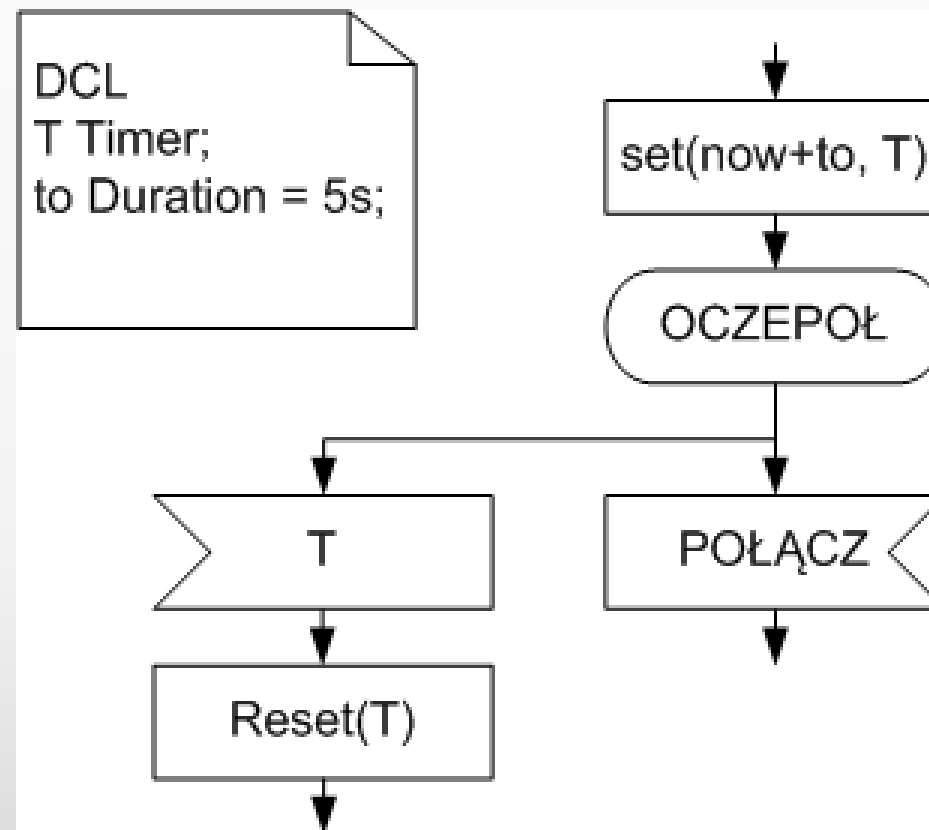 DCL
T Timer;
to Duration = 5s;
set(now+to, T)
OCZEPOŁ
T
POŁĄCZ
Reset(T)